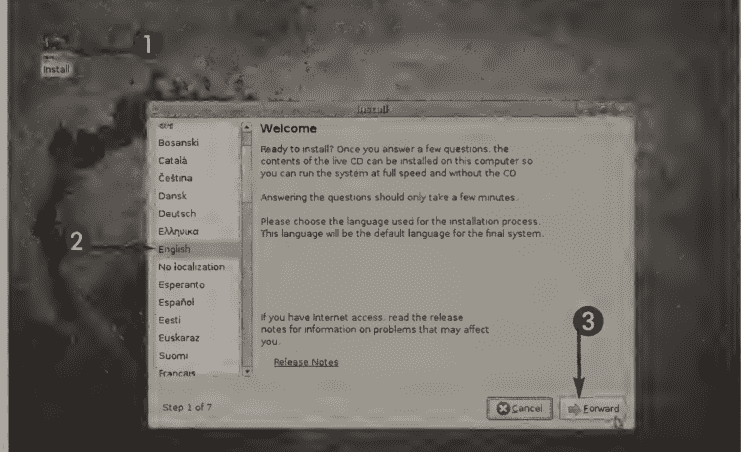 1
Install
Install
Bosanski
Català
Čeština
Dansk
Deutsch
Ελληνικα
English
No localization
Esperanto
Español
Eesti
Euskaraz
Suomi
Français
2
Welcome
Ready to install? Once you answer a few questions, the
contents of the live CD can be installed on this computer so
you can run the system at full speed and without the CD.
Answering the questions should only take a few minutes.
Please choose the language used for the installation process.
This language will be the default language for the final system.
If you have Internet access, read the release
notes for information on problems that may affect
you.
Release Notes
3
Step 1 of 7
Cancel
Forward